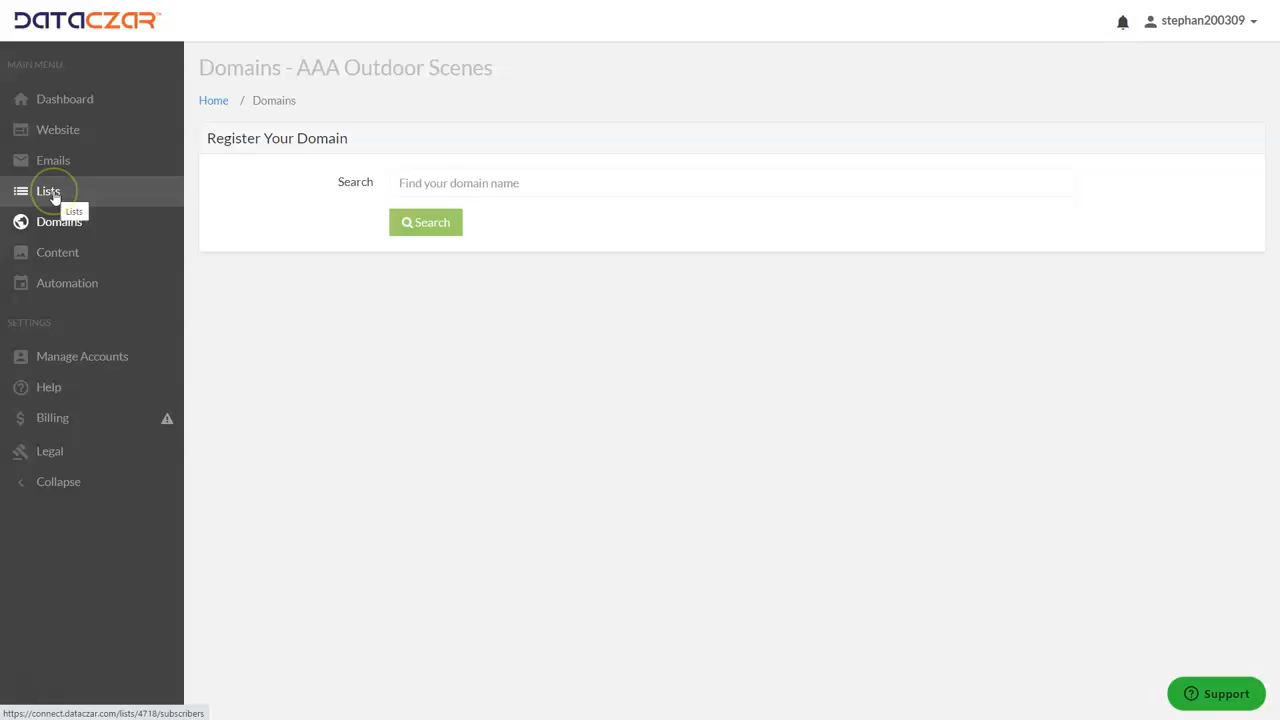 DATACZAR
stephan200309
MAIN MENU
Domains - AAA Outdoor Scenes
Dashboard
Home / Domains
Website
Register Your Domain
Emails
Search
Find your domain name
Lists
Lists
Domains
Search
Content
Automation
SETTINGS
Manage Accounts
Help
Billing
Legal
Collapse
Support
https://connect.dataczar.com/lists/4718/subscribers